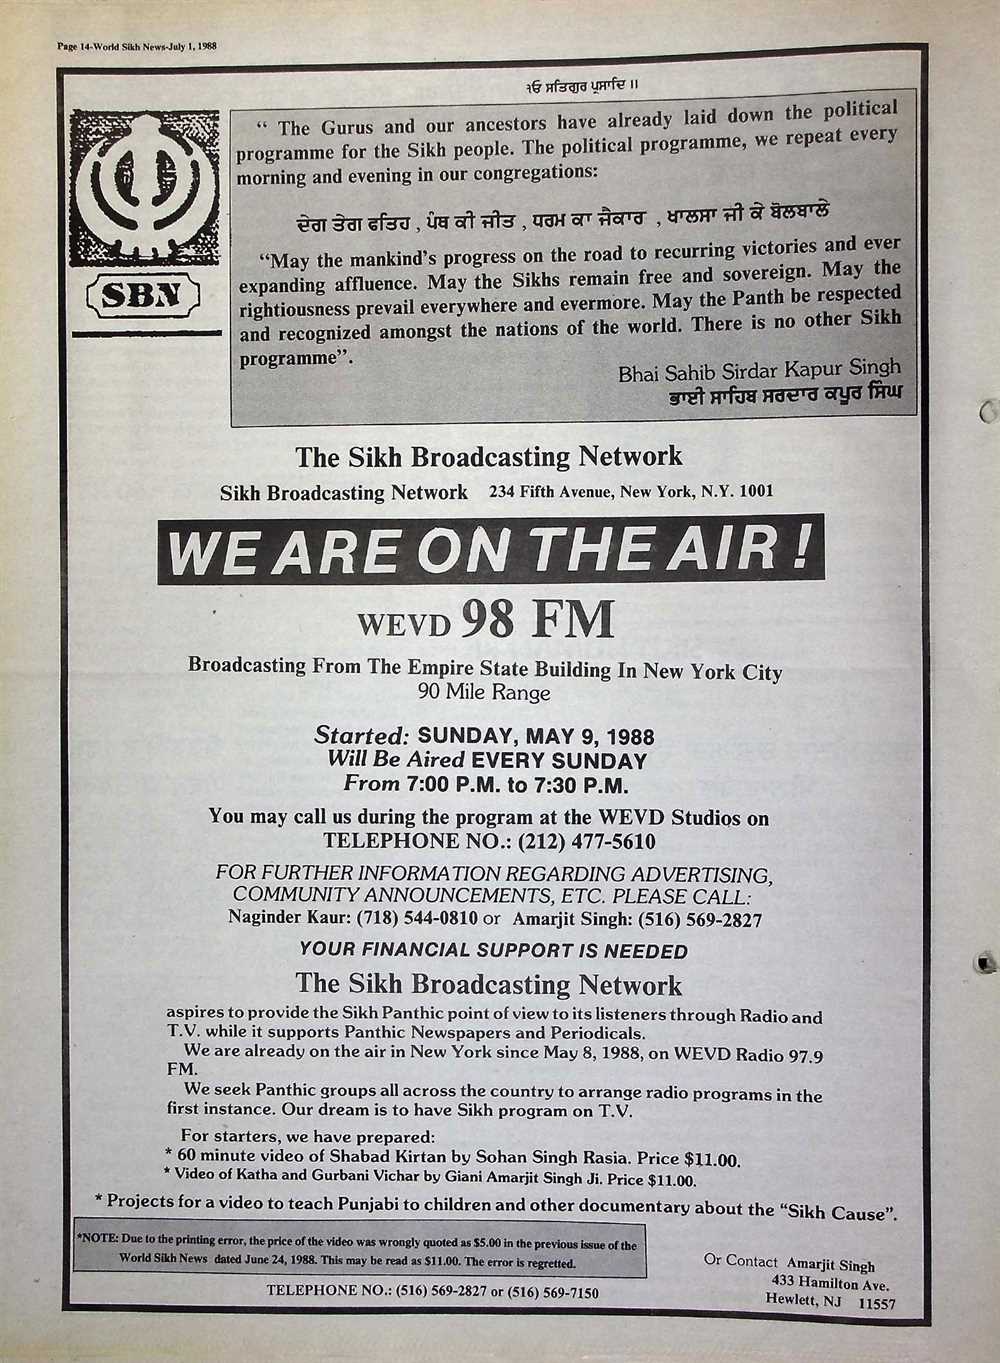 Page 14-World Sikh News-July 1, 1988
੧ਓ ਸਤਿਗੁਰ ਪ੍ਰਸਾਦਿ ॥
“ The Gurus and our ancestors have already laid down the political
programme for the Sikh people. The political programme, we repeat every
morning and evening in our congregations:
ਦੇਗ ਤੇਗ ਫਤਿਹ , ਪੰਥ ਕੀ ਜੀਤ , ਧਰਮ ਕਾ ਜੈਕਾਰ , ਖਾਲਸਾ ਜੀ ਕੇ ਬੋਲਬਾਲੇ
“May the mankind's progress on the road to recurring victories and ever
expanding affluence. May the Sikhs remain free and sovereign. May the
rightiousness prevail everywhere and evermore. May the Panth be respected
and recognized amongst the nations of the world. There is no other Sikh
programme”.
Bhai Sahib Sirdar Kapur Singh
ਭਾਈ ਸਾਹਿਬ ਸਰਦਾਰ ਕਪੂਰ ਸਿੰਘ
SBN
The Sikh Broadcasting Network
Sikh Broadcasting Network 234 Fifth Avenue, New York, N.Y. 1001
WE ARE ON THE AIR !
WEVD 98 FM
Broadcasting From The Empire State Building In New York City
90 Mile Range
Started: SUNDAY, MAY 9, 1988
Will Be Aired EVERY SUNDAY
From 7:00 P.M. to 7:30 P.M.
You may call us during the program at the WEVD Studios on
TELEPHONE NO.: (212) 477-5610
FOR FURTHER INFORMATION REGARDING ADVERTISING,
COMMUNITY ANNOUNCEMENTS, ETC. PLEASE CALL:
Naginder Kaur: (718) 544-0810 or Amarjit Singh: (516) 569-2827
YOUR FINANCIAL SUPPORT IS NEEDED
The Sikh Broadcasting Network
aspires to provide the Sikh Panthic point of view to its listeners through Radio and
T.V. while it supports Panthic Newspapers and Periodicals.
We are already on the air in New York since May 8, 1988, on WEVD Radio 97.9
FM.
We seek Panthic groups all across the country to arrange radio programs in the
first instance. Our dream is to have Sikh program on T.V.
For starters, we have prepared:
* 60 minute video of Shabad Kirtan by Sohan Singh Rasia. Price $11.00.
* Video of Katha and Gurbani Vichar by Giani Amarjit Singh Ji. Price $11.00.
* Projects for a video to teach Punjabi to children and other documentary about the “Sikh Cause”.
*NOTE: Due to the printing error, the price of the video was wrongly quoted as $5.00 in the previous issue of the
World Sikh News dated June 24, 1988. This may be read as $11.00. The error is regretted.
TELEPHONE NO.: (516) 569-2827 or (516) 569-7150
Or Contact Amarjit Singh
433 Hamilton Ave.
Hewlett, NJ 11557